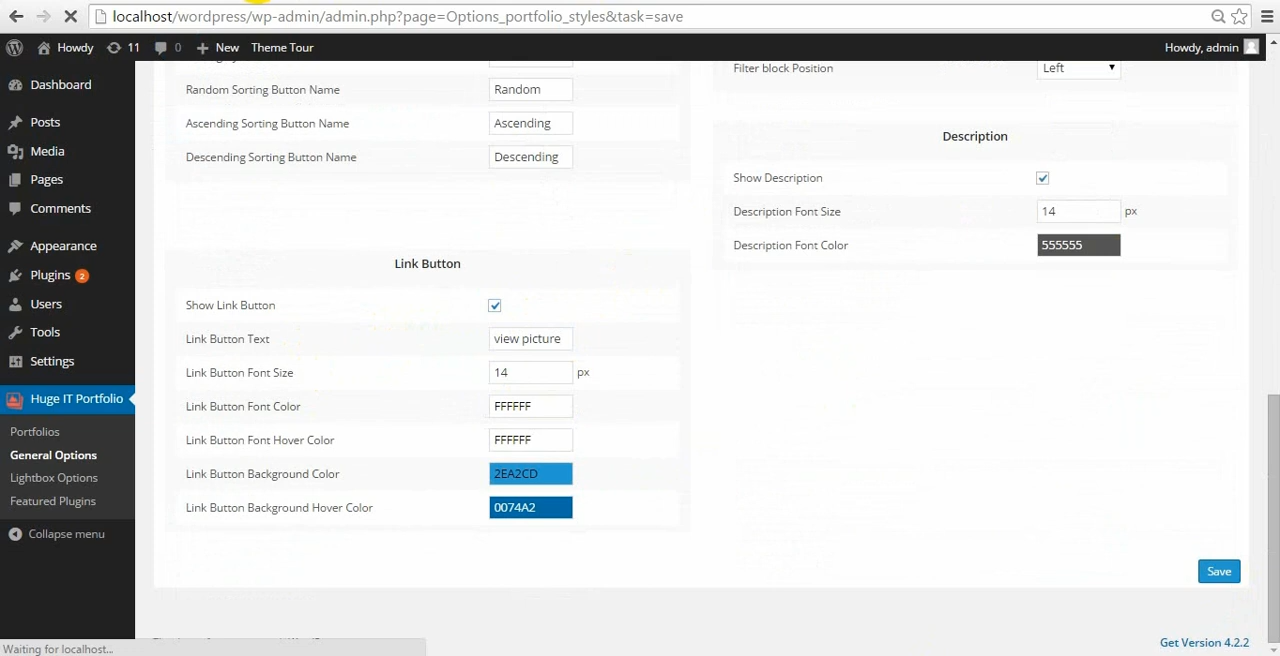 localhost/wordpress/wp-admin/admin.php?page=Options_portfolio_styles&task=save
Howdy 11 0 New Theme Tour Howdy, admin
Dashboard
Posts
Media
Pages
Comments
Appearance
Plugins 2
Users
Tools
Settings
Huge IT Portfolio
Portfolios
General Options
Lightbox Options
Featured Plugins
Collapse menu
Random Sorting Button Name Random
Ascending Sorting Button Name Ascending
Descending Sorting Button Name Descending
Link Button
Show Link Button
Link Button Text view picture
Link Button Font Size 14 px
Link Button Font Color FFFFFF
Link Button Font Hover Color FFFFFF
Link Button Background Color 2EA2CD
Link Button Background Hover Color 0074A2
Filter block Position Left
Description
Show Description
Description Font Size 14 px
Description Font Color 555555
Save
Get Version 4.2.2
Waiting for localhost...